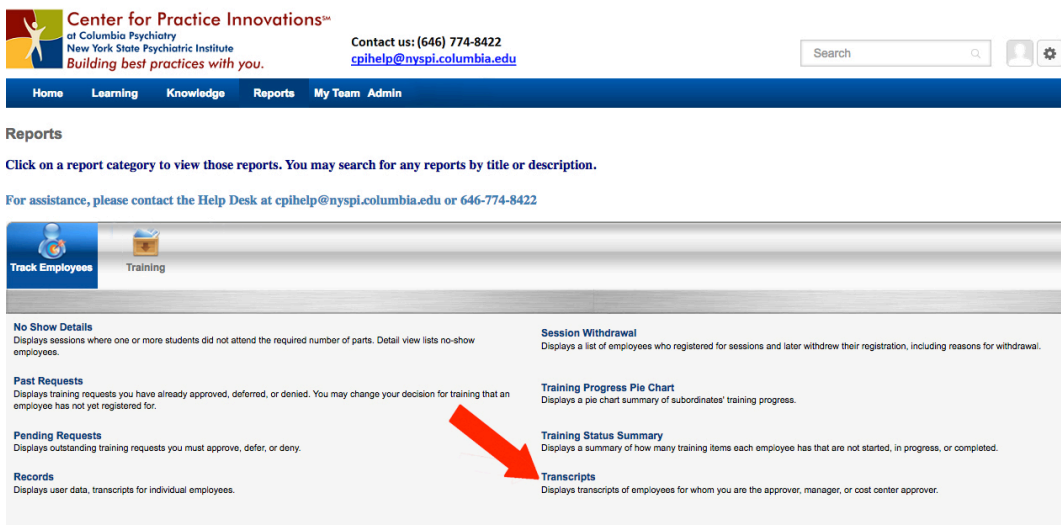 Center for Practice Innovations℠
at Columbia Psychiatry
New York State Psychiatric Institute
Building best practices with you.
Contact us: (646) 774-8422
cpihelp@nyspi.columbia.edu
Search
Home Learning Knowledge Reports My Team Admin
Reports
Click on a report category to view those reports. You may search for any reports by title or description.
For assistance, please contact the Help Desk at cpihelp@nyspi.columbia.edu or 646-774-8422
Track Employees Training
No Show Details
Displays sessions where one or more students did not attend the required number of parts. Detail view lists no-show
employees.
Past Requests
Displays training requests you have already approved, deferred, or denied. You may change your decision for training that an
employee has not yet registered for.
Pending Requests
Displays outstanding training requests you must approve, defer, or deny.
Records
Displays user data, transcripts for individual employees.
Session Withdrawal
Displays a list of employees who registered for sessions and later withdrew their registration, including reasons for withdrawal.
Training Progress Pie Chart
Displays a pie chart summary of subordinates' training progress.
Training Status Summary
Displays a summary of how many training items each employee has that are not started, in progress, or completed.
Transcripts
Displays transcripts of employees for whom you are the approver, manager, or cost center approver.